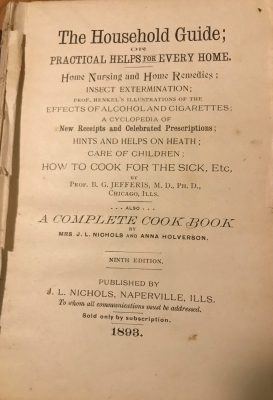 The Household Guide;
OR
PRACTICAL HELPS FOR EVERY HOME.
Home Nursing and Home Remedies;
INSECT EXTERMINATION;
PROF. HENKEL'S ILLUSTRATIONS OF THE
EFFECTS OF ALCOHOL AND CIGARETTES;
A CYCLOPEDIA OF
New Receipts and Celebrated Prescriptions;
HINTS AND HELPS ON HEATH;
CARE OF CHILDREN;
HOW TO COOK FOR THE SICK, Etc.
BY
PROF. B. G. JEFFERIS, M. D., PH. D.,
CHICAGO, ILLS.
ALSO
A COMPLETE COOK BOOK
BY
MRS. J. L. NICHOLS AND ANNA HOLVERSON.
NINTH EDITION.
PUBLISHED BY
J. L. NICHOLS, NAPERVILLE, ILLS.
To whom all communications must be addressed.
Sold only by subscription.
1893.